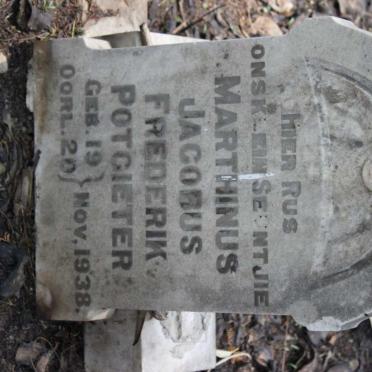 HIER RUS
ONS KLEIN SEUNTJIE
MARTHINUS
JACOBUS
FREDERIK
POTGIETER
GEB. 19 } NOV. 1938.
OORL. 20